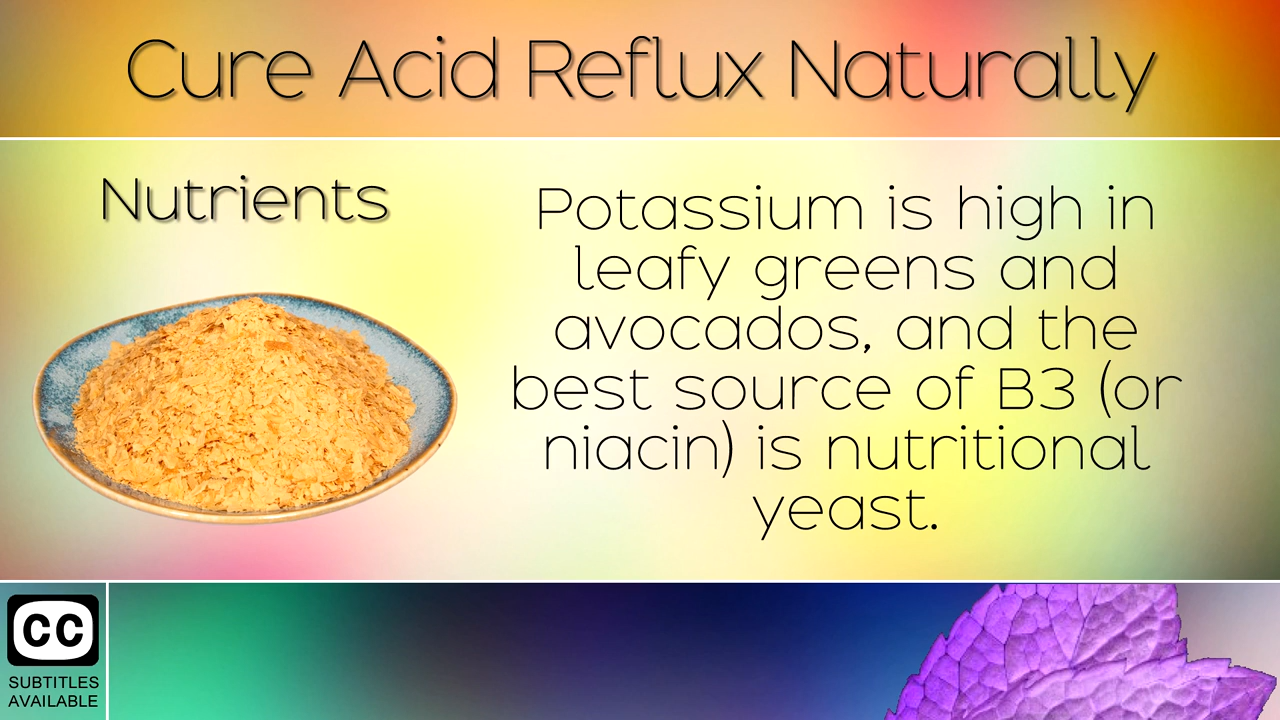 Cure Acid Reflux Naturally
Nutrients
Potassium is high in
leafy greens and
avocados, and the
best source of B3 (or
niacin) is nutritional
yeast.
CC
SUBTITLES
AVAILABLE